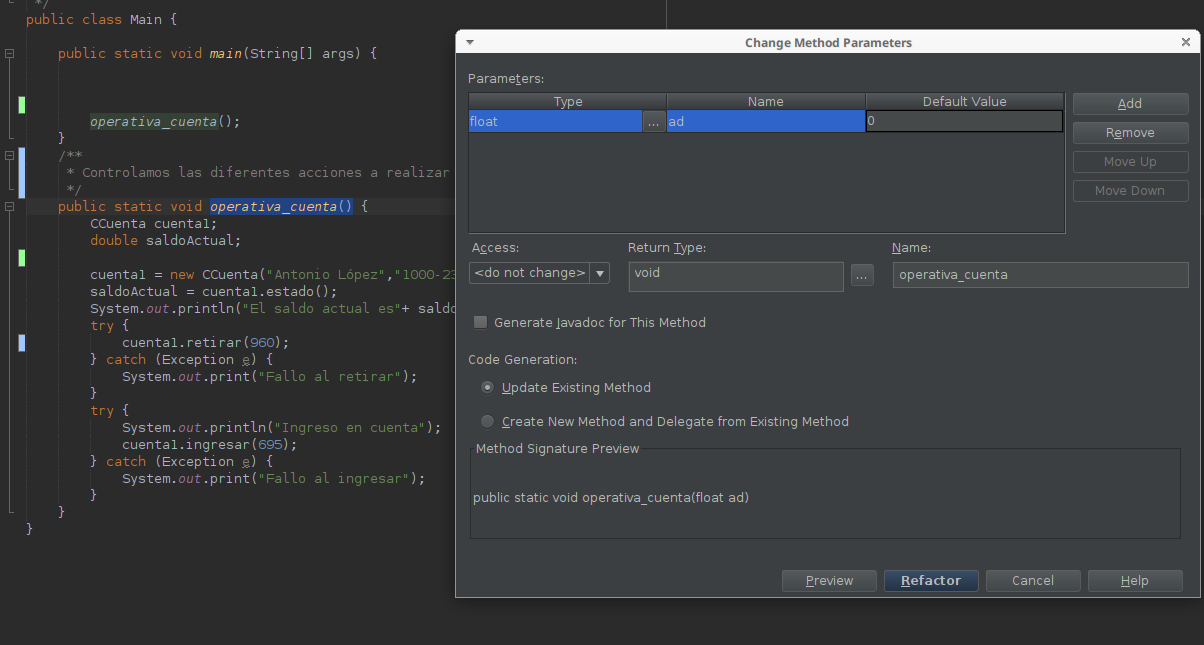 */
public class Main {
public static void main(String[] args) {
operativa_cuenta();
}
/**
* Controlamos las diferentes acciones a realizar
*/
public static void operativa_cuenta() {
CCuenta cuenta1;
double saldoActual;
cuenta1 = new CCuenta("Antonio López","1000-23
saldoActual = cuenta1.estado();
System.out.println("El saldo actual es"+ saldo
try {
cuenta1.retirar(960);
} catch (Exception e) {
System.out.print("Fallo al retirar");
}
try {
System.out.println("Ingreso en cuenta");
cuenta1.ingresar(695);
} catch (Exception e) {
System.out.print("Fallo al ingresar");
}
}
}
Change Method Parameters
Parameters:
Type Name Default Value
float ... ad 0
Add
Remove
Move Up
Move Down
Access: Return Type: Name:
<do not change> void ... operativa_cuenta
Generate Javadoc for This Method
Code Generation:
Update Existing Method
Create New Method and Delegate from Existing Method
Method Signature Preview
public static void operativa_cuenta(float ad)
Preview Refactor Cancel Help